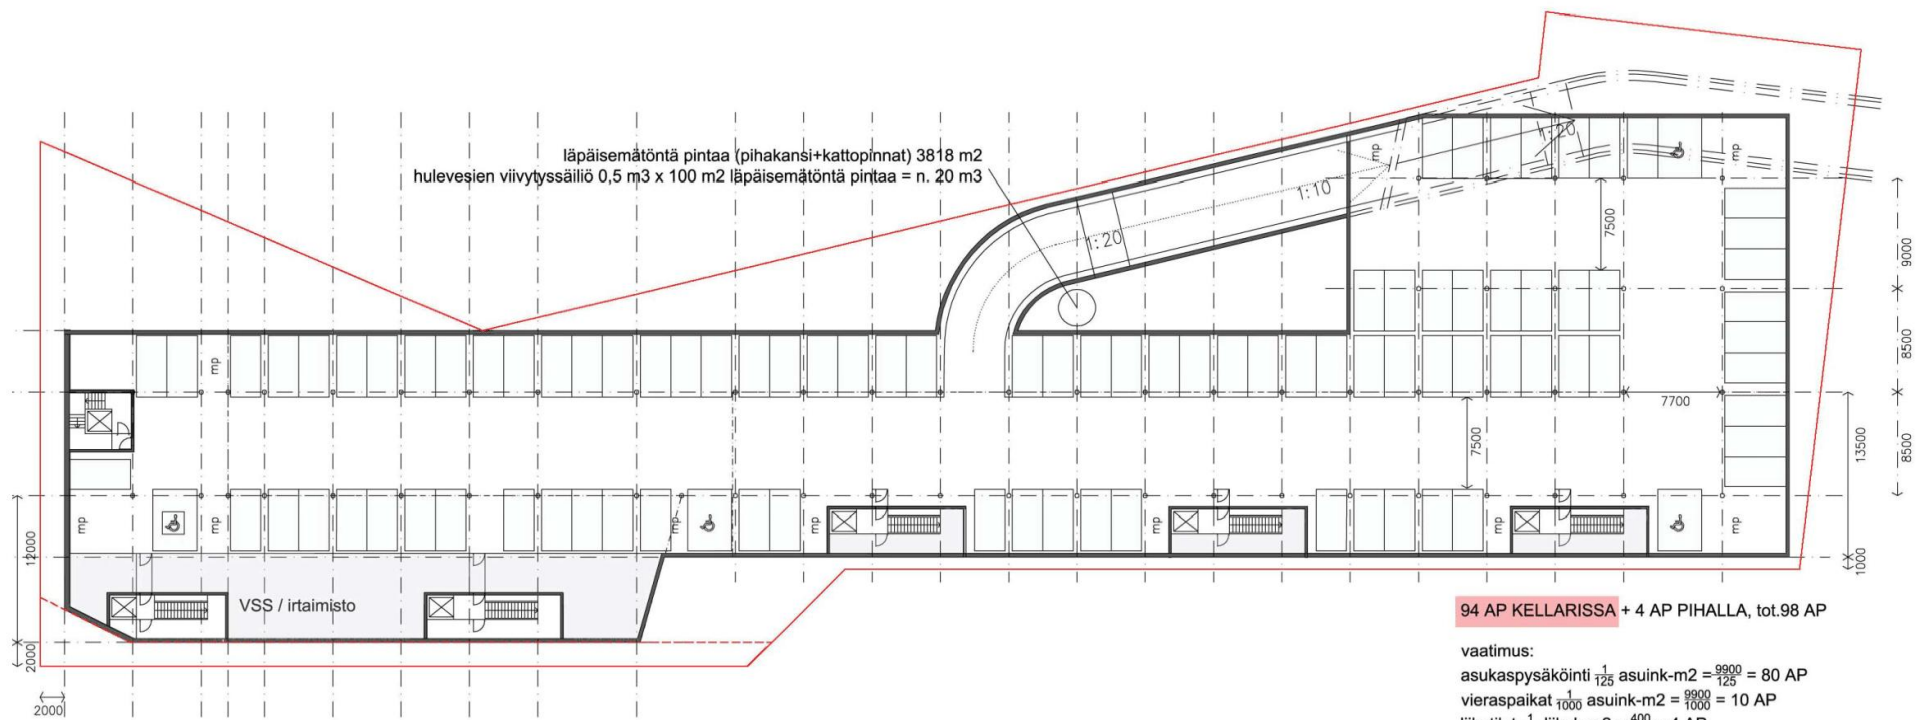 läpäisemätöntä pintaa (pihakansi+kattopinnat) 3818 m2
hulevesien viivytyssäiliö 0,5 m3 x 100 m2 läpäisemätöntä pintaa = n. 20 m3
1:20
1:10
1:20
mp
mp
7500
9000
8500
8500
13500
1000
mp
7700
7500
mp
mp
mp
mp
mp
mp
12000
2000
2000
VSS / irtaimisto
94 AP KELLARISSA + 4 AP PIHALLA, tot.98 AP
vaatimus:
asukaspysäköinti 1/125 asuink-m2 = 9900/125 = 80 AP
vieraspaikat 1/1000 asuink-m2 = 9900/1000 = 10 AP